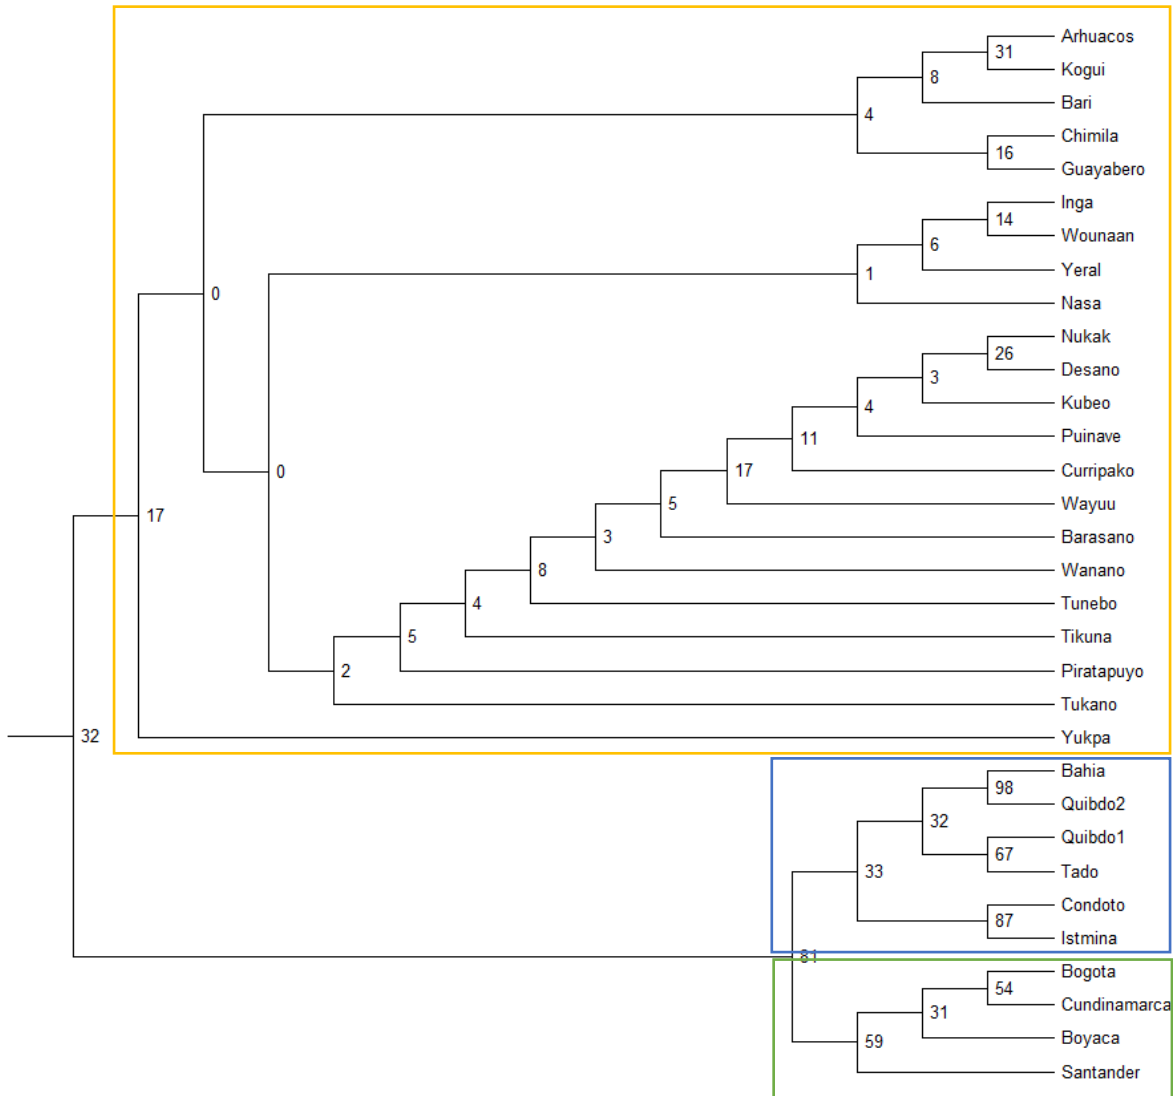 Arhuacos
31
Kogui
8
Bari
4
Chimila
16
Guayabero
Inga
14
Wounaan
6
Yeral
1
Nasa
0
Nukak
26
Desano
3
Kubeo
4
Puinave
11
Curripako
17
0
Wayuu
5
17
Barasano
3
Wanano
8
Tunebo
4
Tikuna
5
Piratapuyo
2
Tukano
32
Yukpa
Bahia
98
Quibdo2
32
Quibdo1
67
Tado
33
Condoto
87
Istmina
81
Bogota
54
Cundinamarca
31
Boyaca
59
Santander